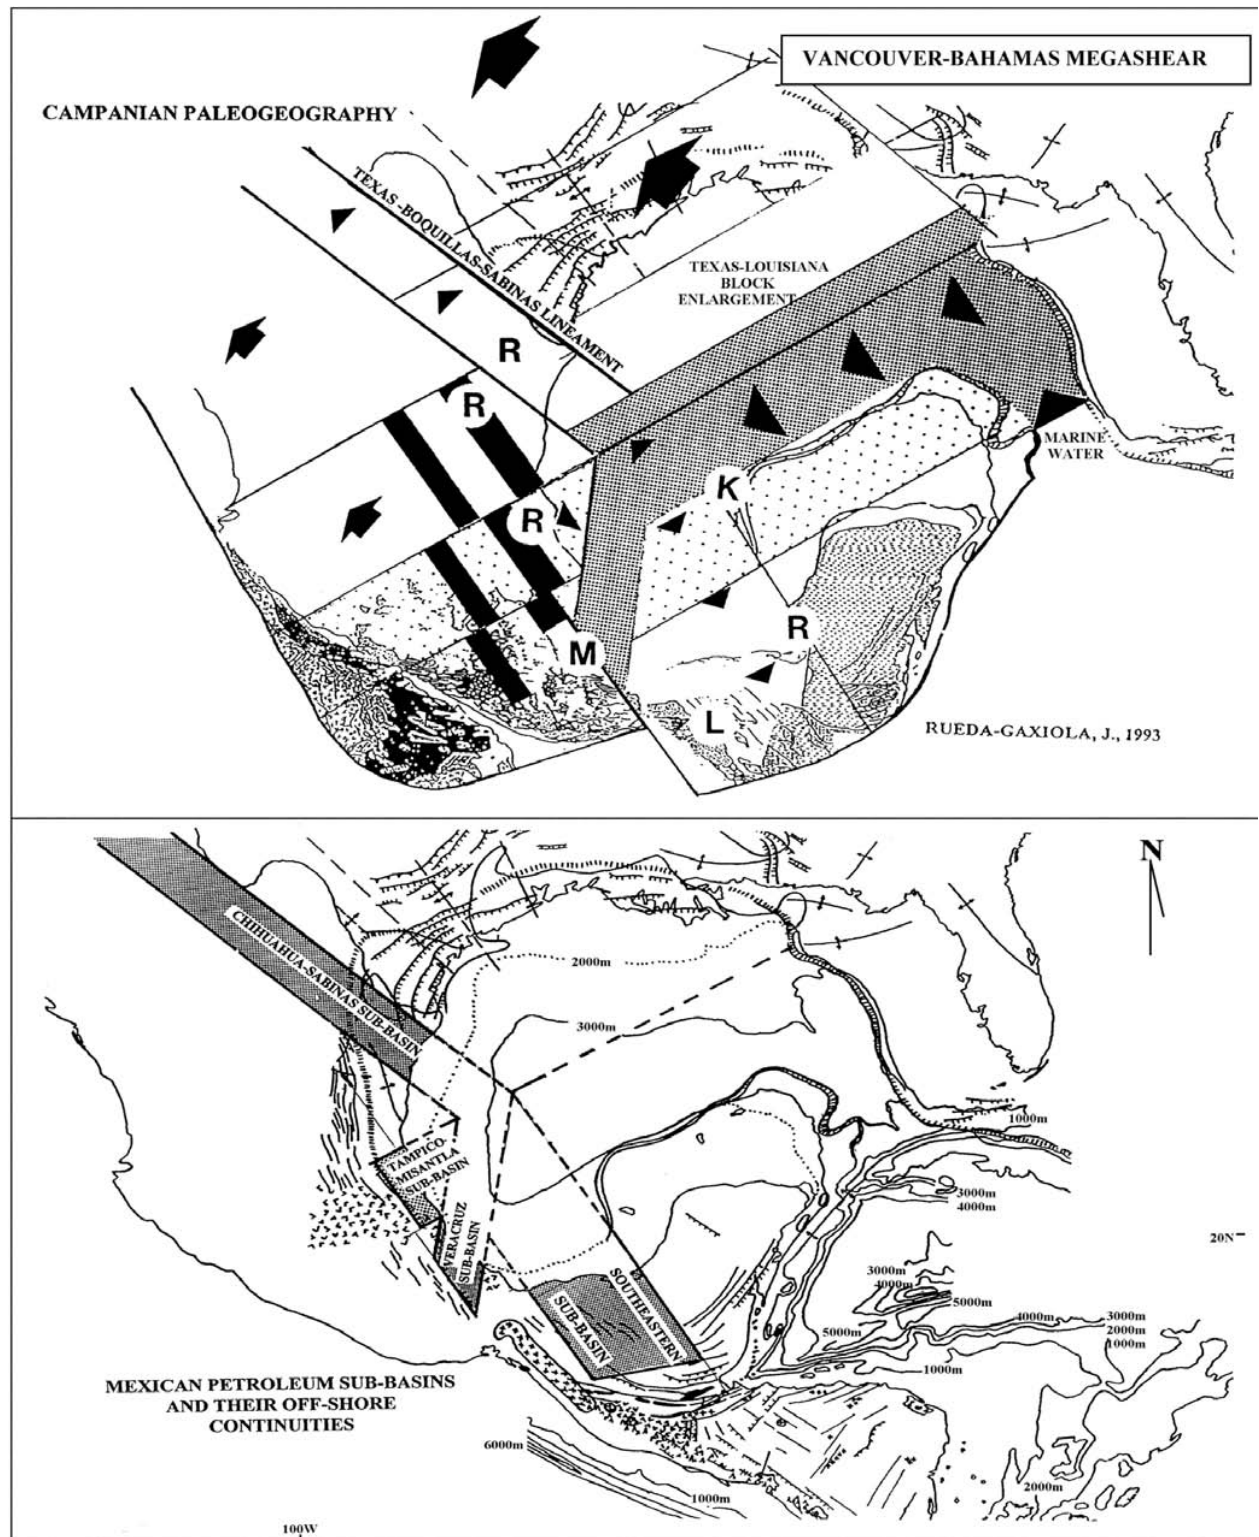 VANCOUVER-BAHAMAS MEGASHEAR
CAMPANIAN PALEOGEOGRAPHY
TEXAS-BOQUILLAS-SABINAS LINEAMENT
TEXAS-LOUISIANA
BLOCK
ENLARGEMENT
R
R
R
K
MARINE
WATER
M
R
L
RUEDA-GAXIOLA, J., 1993
N
CHIHUAHUA-SABINAS SUB-BASIN
2000m
3000m
1000m
TAMPICO-
MISANTLA
SUB-BASIN
VERACRUZ
SUB-BASIN
SOUTHEASTERN
SUB-BASIN
3000m
4000m
20N
3000m
4000m
5000m
5000m
4000m
3000m
2000m
1000m
1000m
MEXICAN PETROLEUM SUB-BASINS
AND THEIR OFF-SHORE
CONTINUITIES
6000m
1000m
2000m
100W